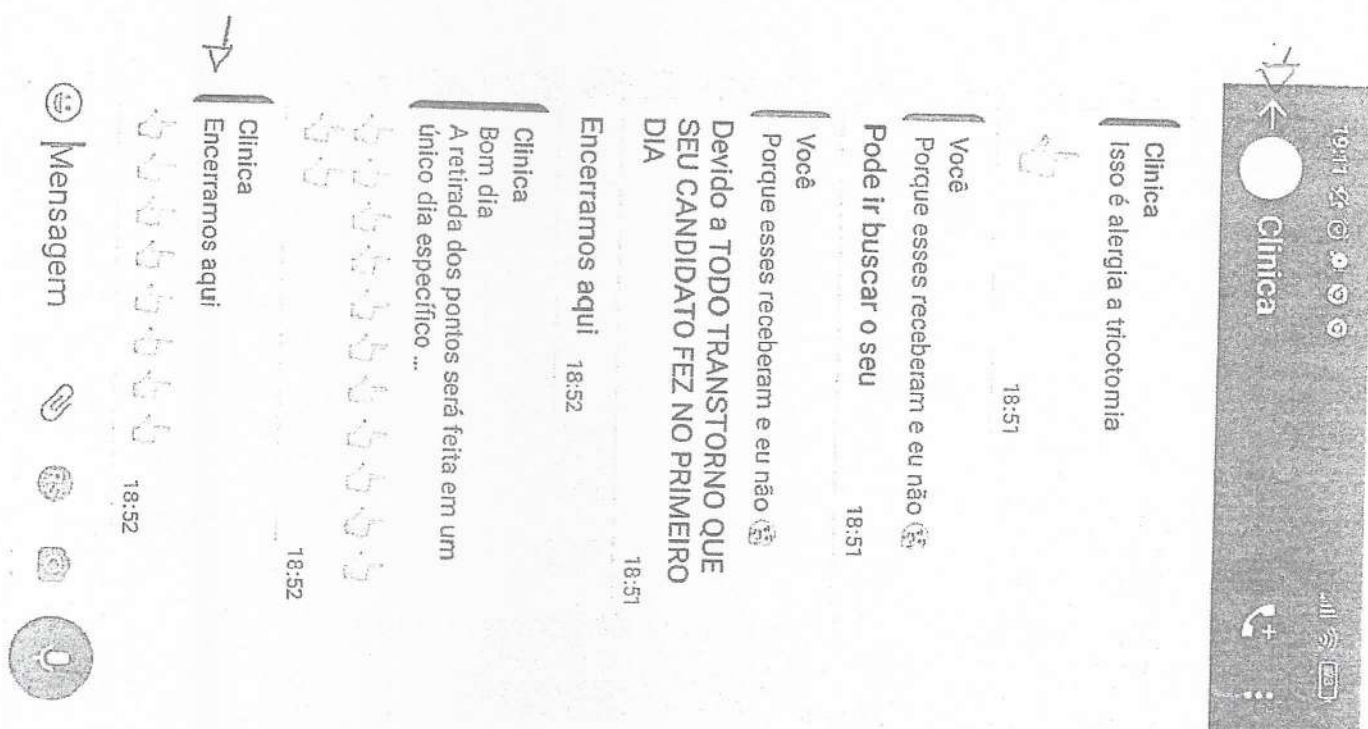 19:11
Clínica
Clinica
Isso é alergia a tricotomia
18:51
Você
Porque esses receberam e eu não
Pode ir buscar o seu
18:51
Você
Porque esses receberam e eu não
Devido a TODO TRANSTORNO QUE
SEU CANDIDATO FEZ NO PRIMEIRO
DIA
18:51
Encerramos aqui 18:52
Clinica
Bom dia
A retirada dos pontos será feita em um
único dia específico ...
18:52
Clinica
Encerramos aqui
18:52
Mensagem